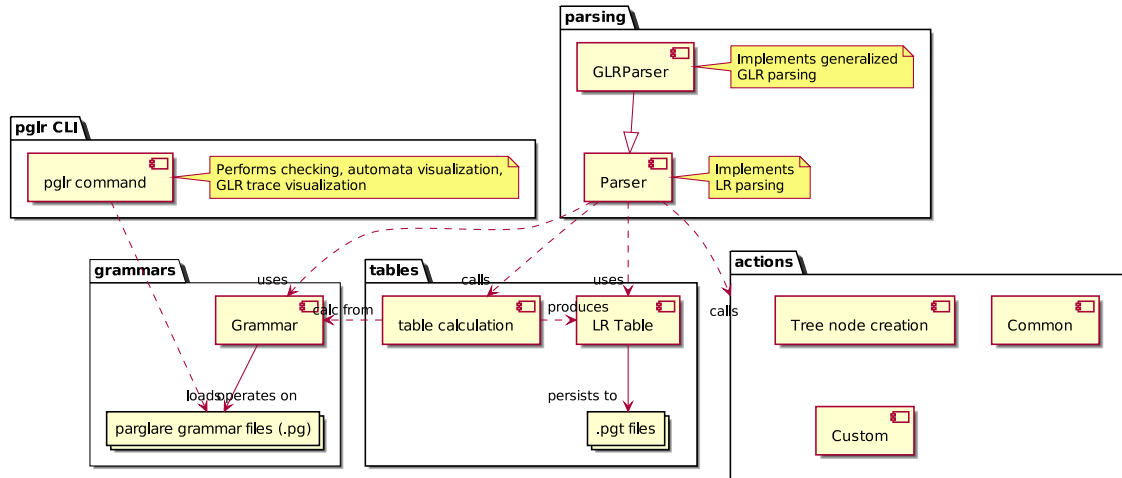 parsing
GLRParser
Implements generalized
GLR parsing
pglr CLI
pglr command
Performs checking, automata visualization,
GLR trace visualization
Parser
Implements
LR parsing
grammars
tables
actions
uses
calls
uses
calls
Grammar
calc from
table calculation
produces
LR Table
Tree node creation
Common
loads
operates on
persists to
parglare grammar files (.pg)
.pgt files
Custom